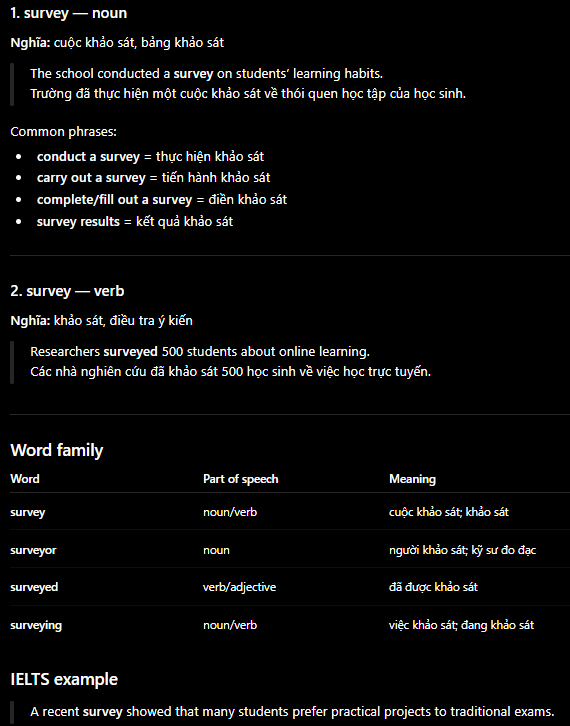 1. survey — noun
Nghĩa: cuộc khảo sát, bảng khảo sát
The school conducted a survey on students’ learning habits.
Trường đã thực hiện một cuộc khảo sát về thói quen học tập của học sinh.
Common phrases:
• conduct a survey = thực hiện khảo sát
• carry out a survey = tiến hành khảo sát
• complete/fill out a survey = điền khảo sát
• survey results = kết quả khảo sát
2. survey — verb
Nghĩa: khảo sát, điều tra ý kiến
Researchers surveyed 500 students about online learning.
Các nhà nghiên cứu đã khảo sát 500 học sinh về việc học trực tuyến.
Word family
Word Part of speech Meaning
survey noun/verb cuộc khảo sát; khảo sát
surveyor noun người khảo sát; kỹ sư đo đạc
surveyed verb/adjective đã được khảo sát
surveying noun/verb việc khảo sát; đang khảo sát
IELTS example
A recent survey showed that many students prefer practical projects to traditional exams.